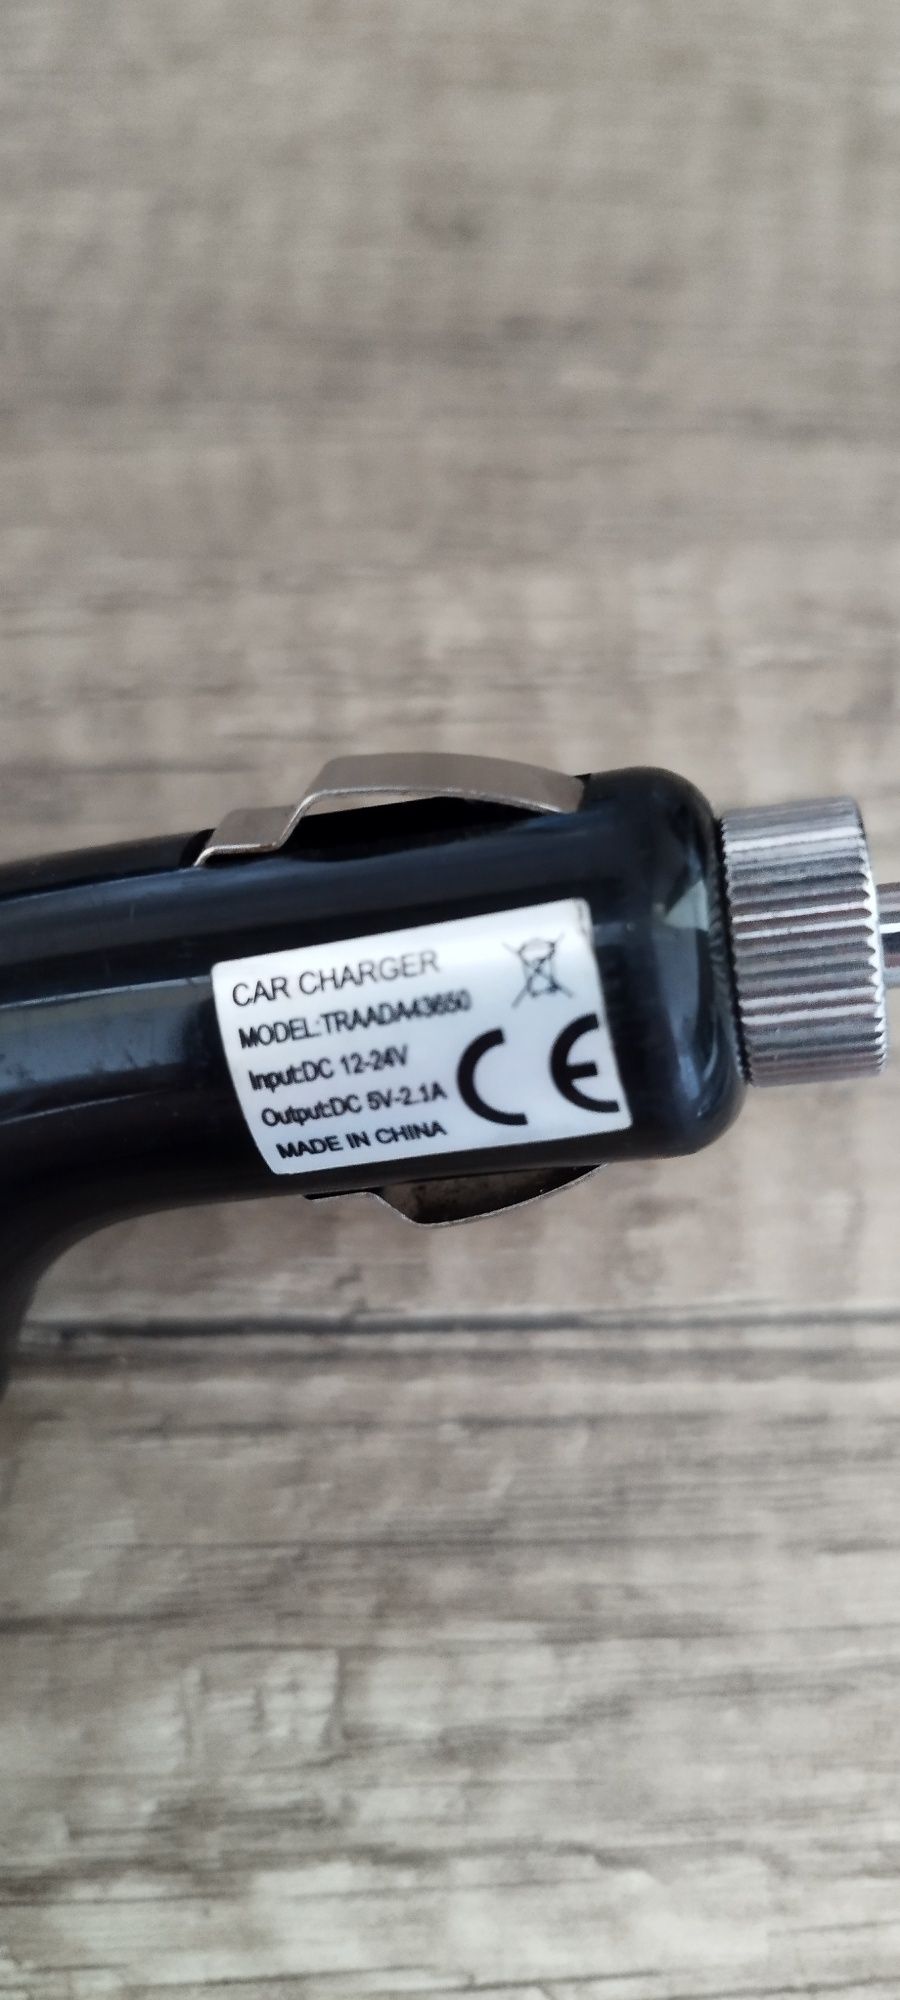 CAR CHARGER
MODEL:TRAADA43650
Input:DC 12-24V
Output:DC 5V-2.1A
MADE IN CHINA
CE